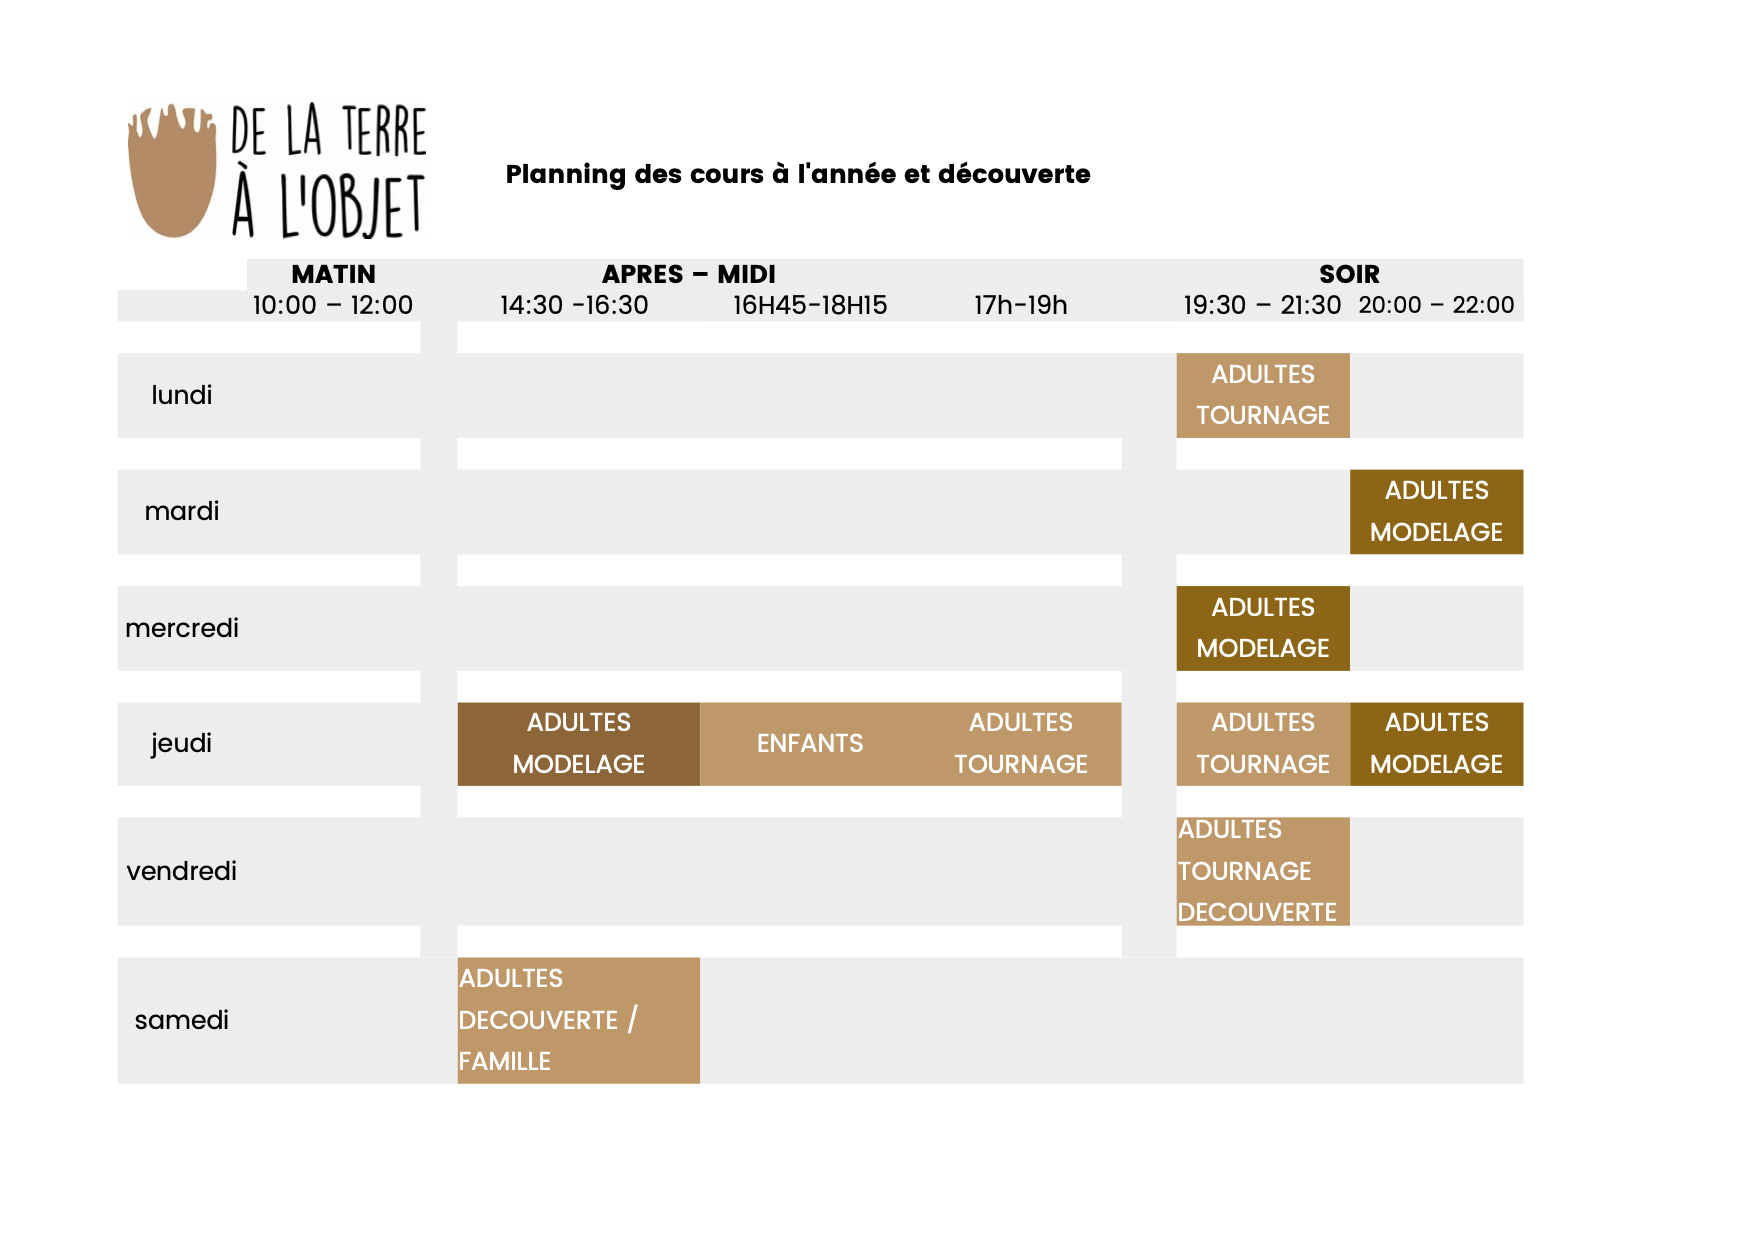 DE LA TERRE
À L'OBJET
Planning des cours à l'année et découverte
MATIN APRES – MIDI SOIR
10:00 – 12:00 14:30 -16:30 16H45-18H15 17h-19h 19:30 – 21:30 20:00 – 22:00
lundi
ADULTES
TOURNAGE
mardi
ADULTES
MODELAGE
mercredi
ADULTES
MODELAGE
jeudi
ADULTES
MODELAGE
ENFANTS
ADULTES
TOURNAGE
ADULTES
TOURNAGE
ADULTES
MODELAGE
vendredi
ADULTES
TOURNAGE
DECOUVERTE
samedi
ADULTES
DECOUVERTE /
FAMILLE